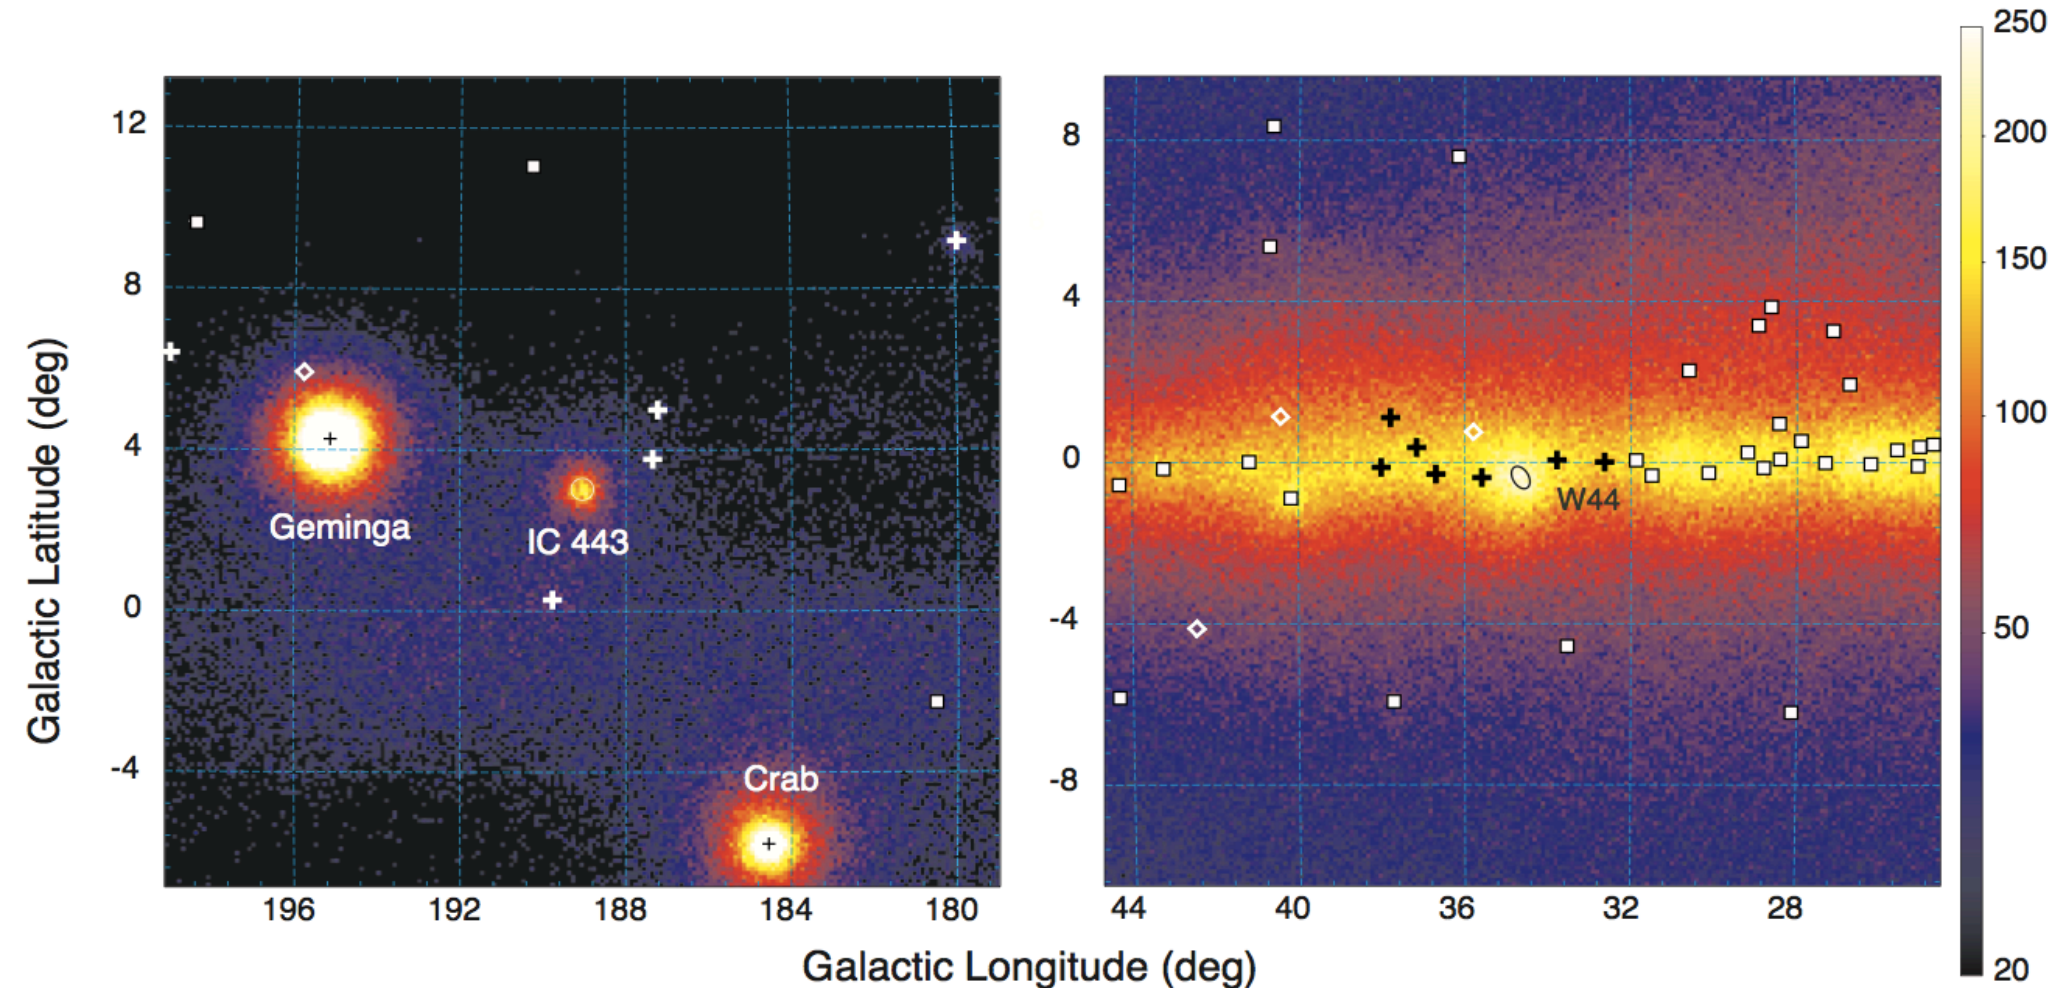 250
12
8
200
8
150
4
4
100
0
W44
Geminga
IC 443
50
0
-4
-4
Crab
-8
196 192 188 184 180
44 40 36 32 28
20
Galactic Latitude (deg)
Galactic Longitude (deg)